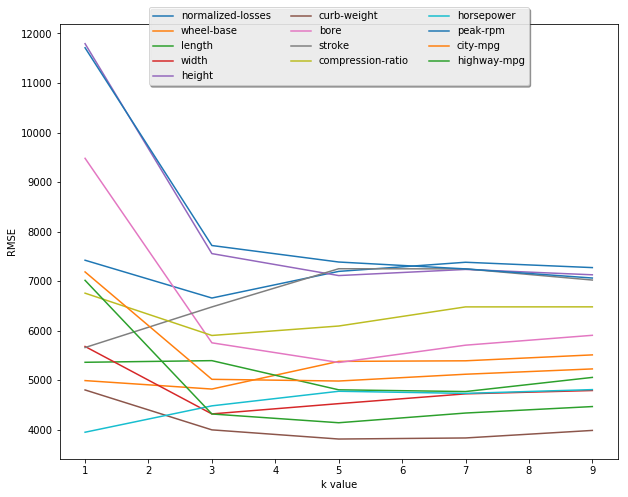 normalized-losses curb-weight horsepower
wheel-base bore peak-rpm
length stroke city-mpg
width compression-ratio highway-mpg
height
12000
11000
10000
9000
8000
7000
6000
5000
4000
RMSE
1 2 3 4 5 6 7 8 9
k value